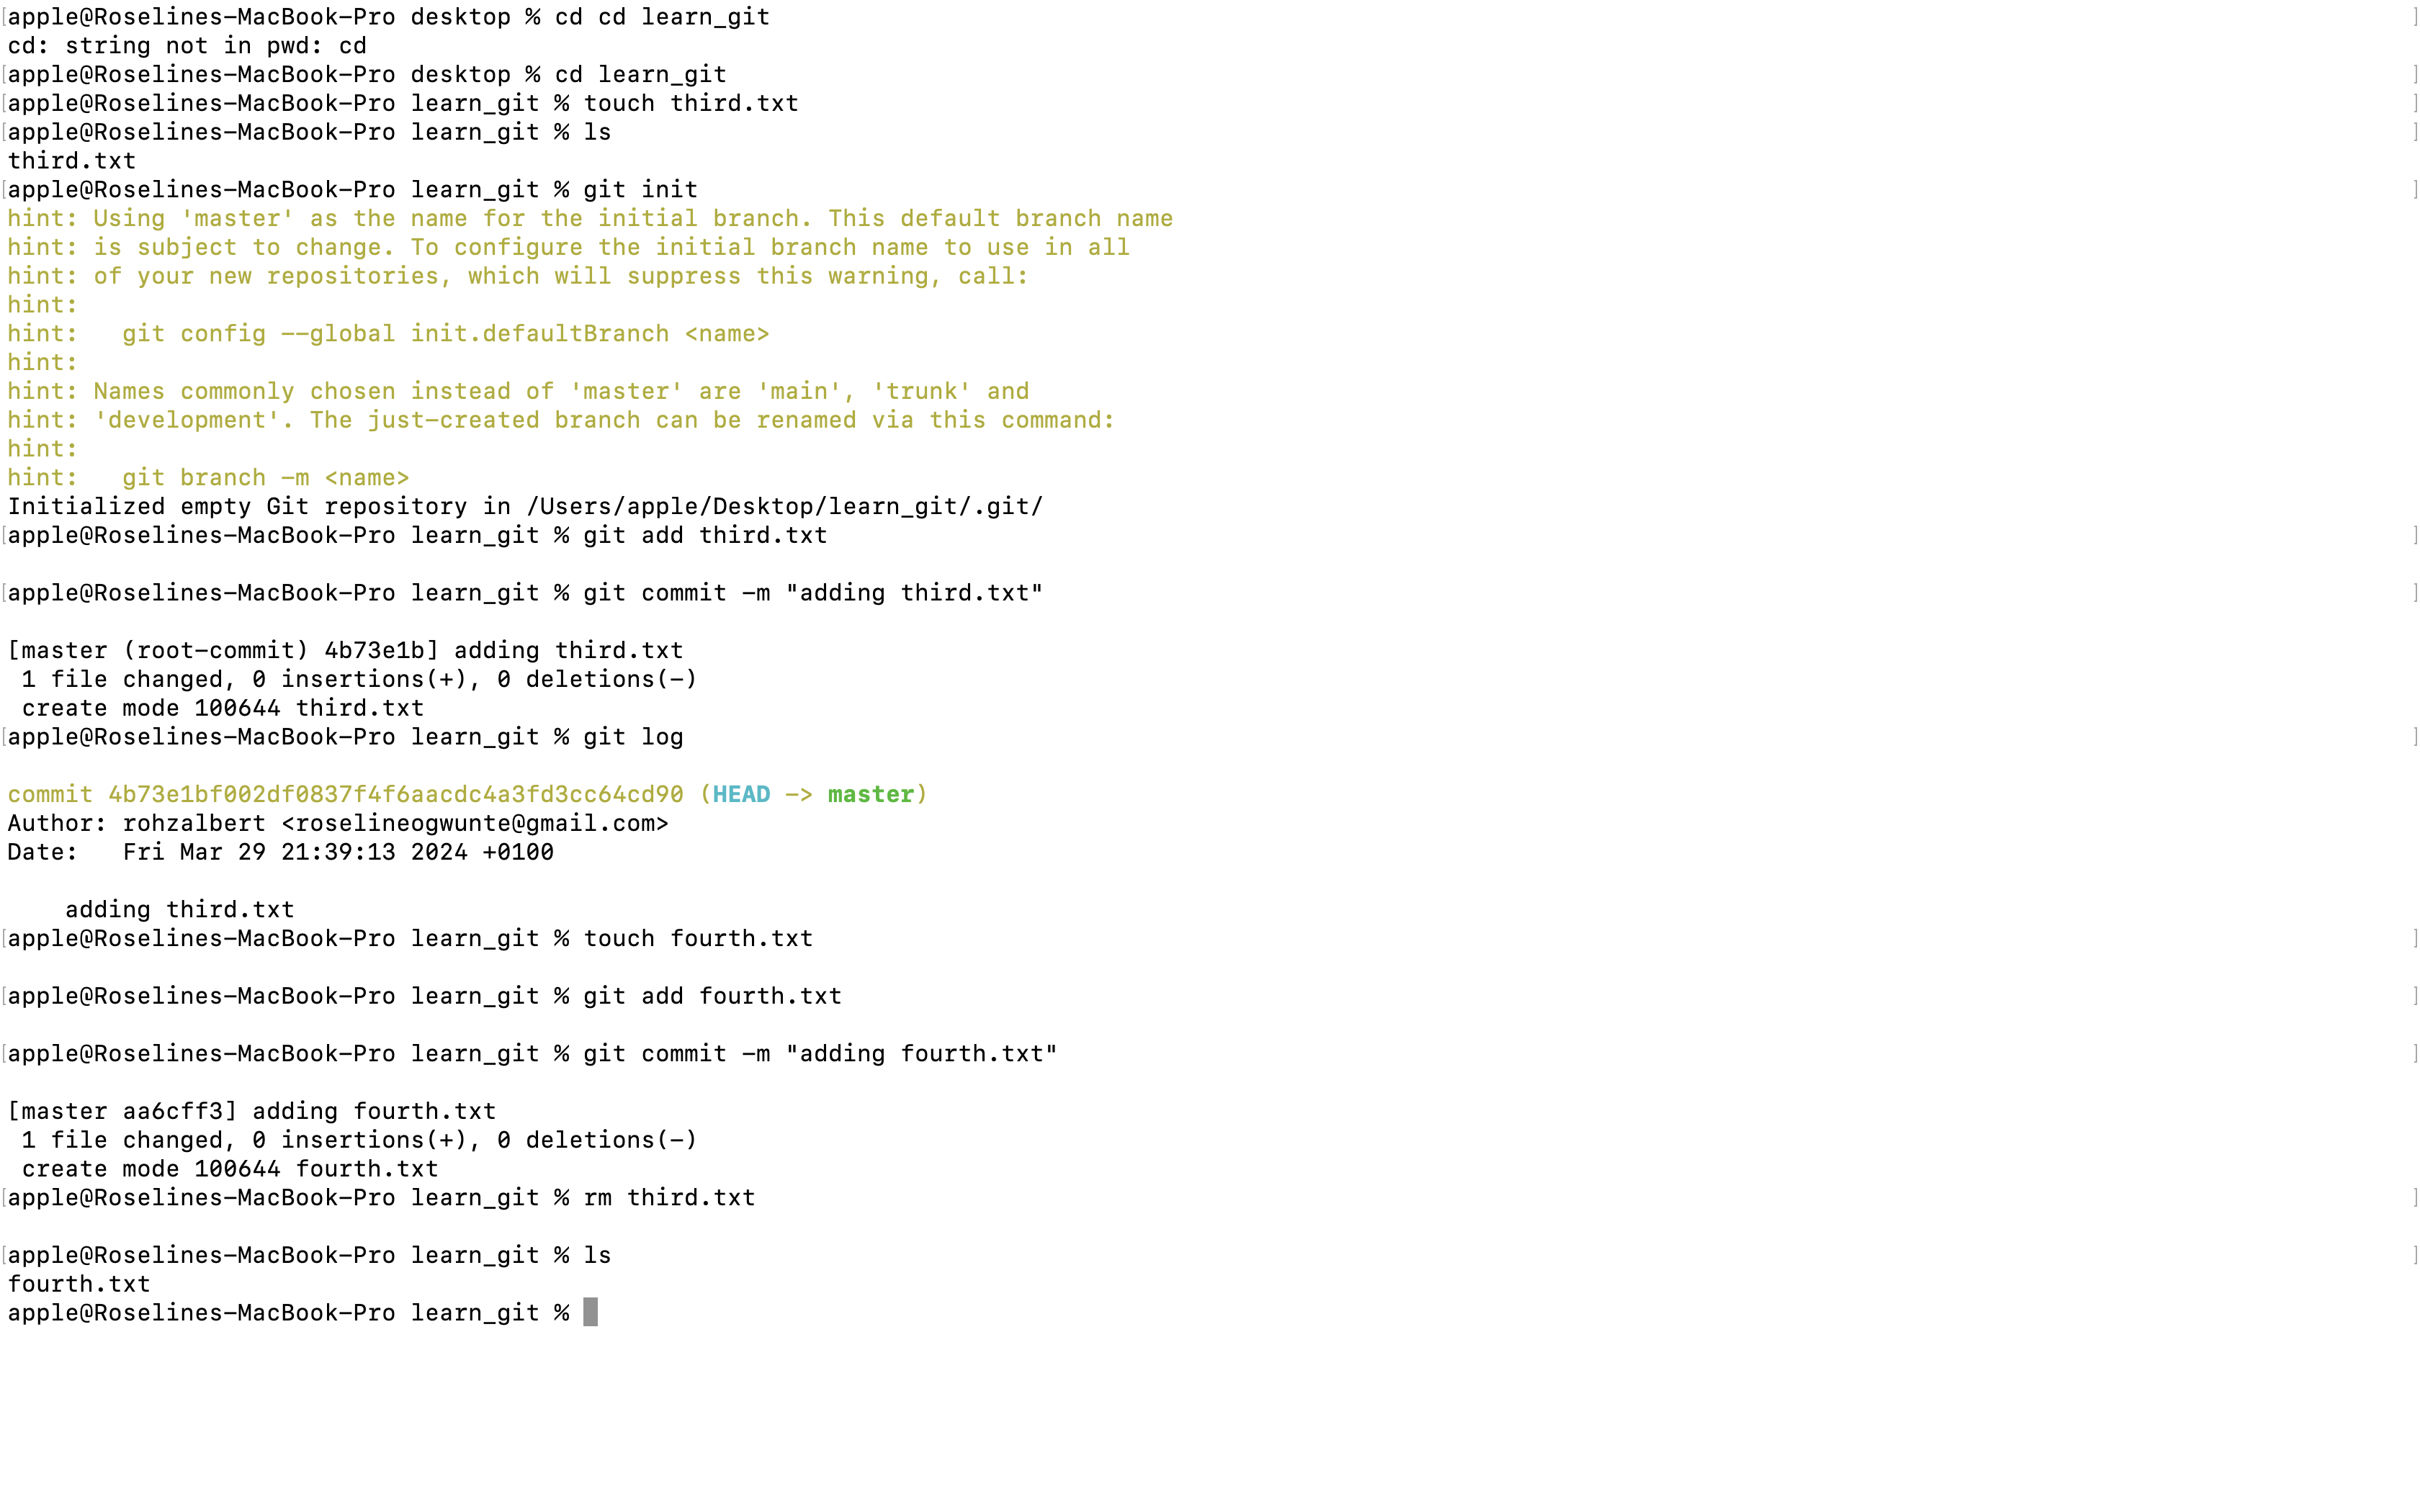 [apple@Roselines-MacBook-Pro desktop % cd cd learn_git ]
cd: string not in pwd: cd
[apple@Roselines-MacBook-Pro desktop % cd learn_git ]
[apple@Roselines-MacBook-Pro learn_git % touch third.txt ]
[apple@Roselines-MacBook-Pro learn_git % ls ]
third.txt
[apple@Roselines-MacBook-Pro learn_git % git init ]
hint: Using 'master' as the name for the initial branch. This default branch name
hint: is subject to change. To configure the initial branch name to use in all
hint: of your new repositories, which will suppress this warning, call:
hint:
hint:   git config --global init.defaultBranch <name>
hint:
hint: Names commonly chosen instead of 'master' are 'main', 'trunk' and
hint: 'development'. The just-created branch can be renamed via this command:
hint:
hint:   git branch -m <name>
Initialized empty Git repository in /Users/apple/Desktop/learn_git/.git/
[apple@Roselines-MacBook-Pro learn_git % git add third.txt ]
[apple@Roselines-MacBook-Pro learn_git % git commit -m "adding third.txt" ]
[master (root-commit) 4b73e1b] adding third.txt
 1 file changed, 0 insertions(+), 0 deletions(-)
 create mode 100644 third.txt
[apple@Roselines-MacBook-Pro learn_git % git log ]
commit 4b73e1bf002df0837f4f6aacdc4a3fd3cc64cd90 (HEAD -> master)
Author: rohzalbert <roselineogwunte@gmail.com>
Date:   Fri Mar 29 21:39:13 2024 +0100
    adding third.txt
[apple@Roselines-MacBook-Pro learn_git % touch fourth.txt ]
[apple@Roselines-MacBook-Pro learn_git % git add fourth.txt ]
[apple@Roselines-MacBook-Pro learn_git % git commit -m "adding fourth.txt" ]
[master aa6cff3] adding fourth.txt
 1 file changed, 0 insertions(+), 0 deletions(-)
 create mode 100644 fourth.txt
[apple@Roselines-MacBook-Pro learn_git % rm third.txt ]
[apple@Roselines-MacBook-Pro learn_git % ls ]
fourth.txt
apple@Roselines-MacBook-Pro learn_git %